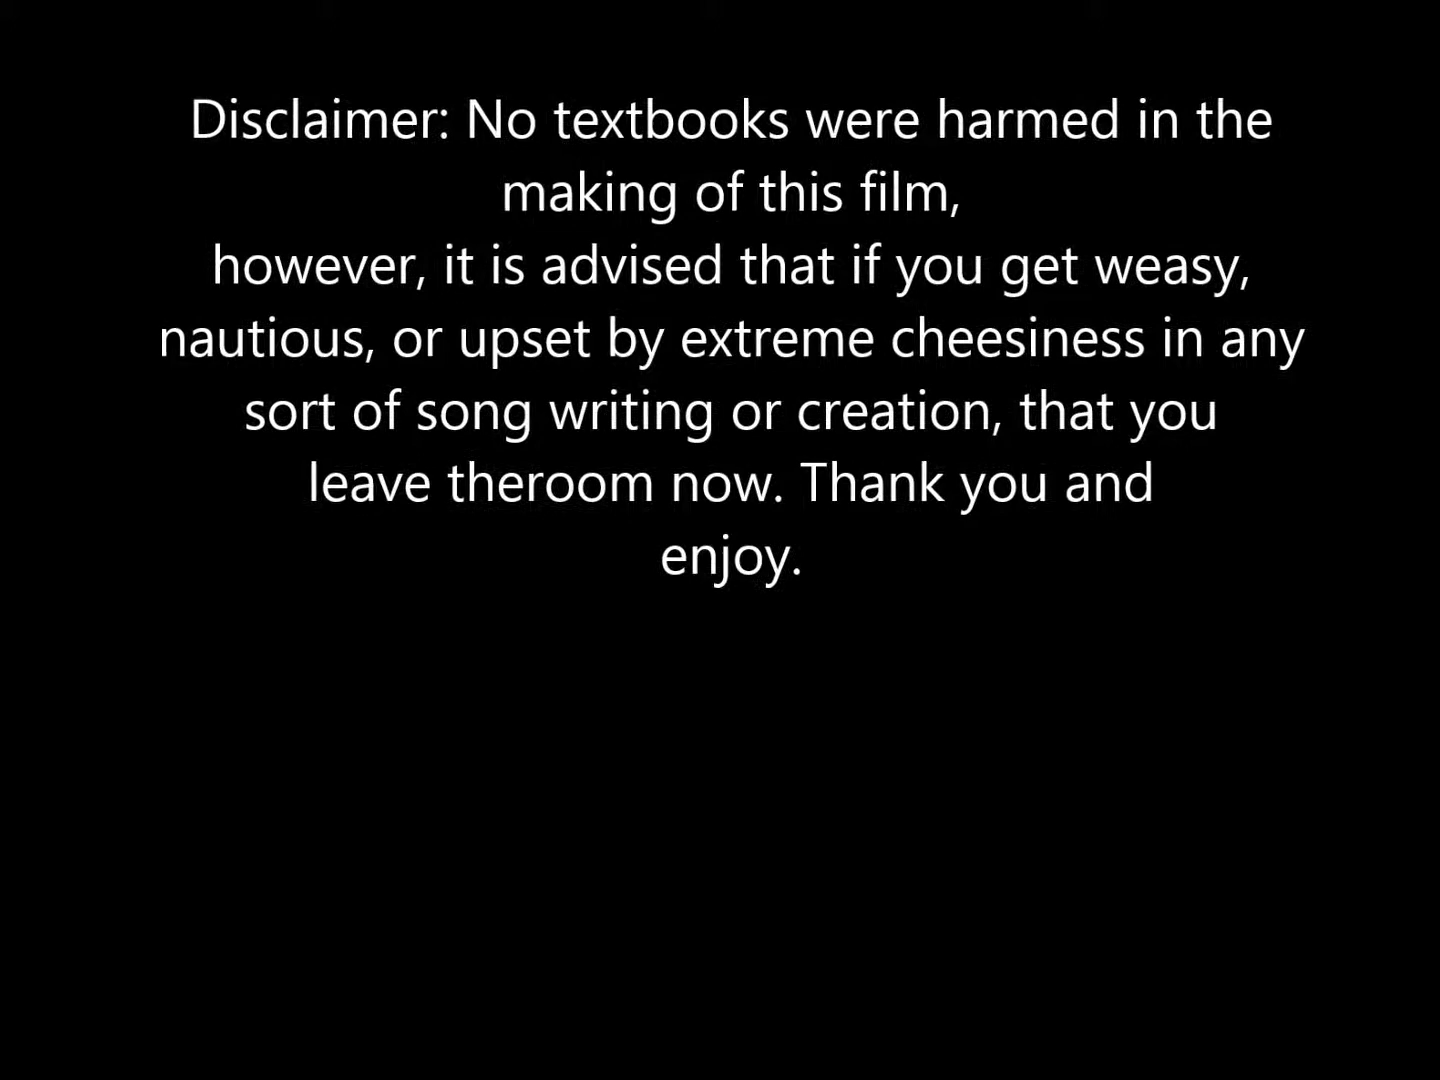 Disclaimer: No textbooks were harmed in the
making of this film,
however, it is advised that if you get weasy,
nautious, or upset by extreme cheesiness in any
sort of song writing or creation, that you
leave theroom now. Thank you and
enjoy.